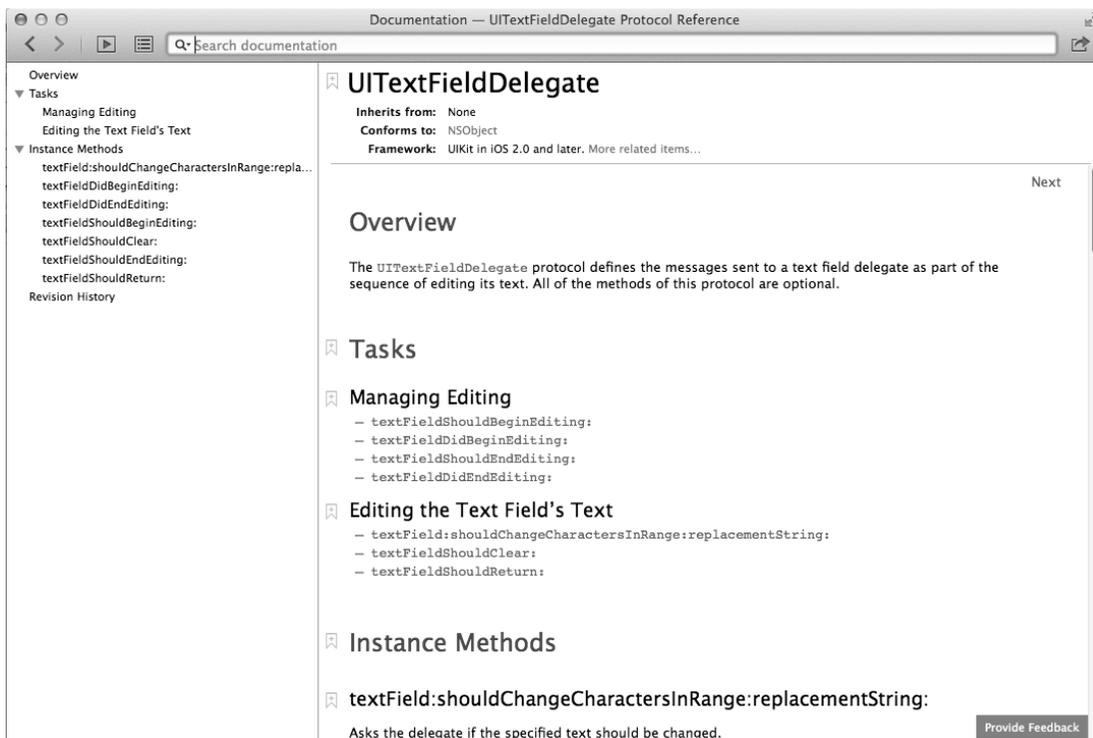 Documentation — UITextFieldDelegate Protocol Reference
Search documentation
Overview
Tasks
Managing Editing
Editing the Text Field's Text
Instance Methods
textField:shouldChangeCharactersInRange:repla...
textFieldDidBeginEditing:
textFieldDidEndEditing:
textFieldShouldBeginEditing:
textFieldShouldClear:
textFieldShouldEndEditing:
textFieldShouldReturn:
Revision History
UITextFieldDelegate
Inherits from: None
Conforms to: NSObject
Framework: UIKit in iOS 2.0 and later. More related items...
Next
Overview
The UITextFieldDelegate protocol defines the messages sent to a text field delegate as part of the
sequence of editing its text. All of the methods of this protocol are optional.
Tasks
Managing Editing
– textFieldShouldBeginEditing:
– textFieldDidBeginEditing:
– textFieldShouldEndEditing:
– textFieldDidEndEditing:
Editing the Text Field's Text
– textField:shouldChangeCharactersInRange:replacementString:
– textFieldShouldClear:
– textFieldShouldReturn:
Instance Methods
textField:shouldChangeCharactersInRange:replacementString:
Asks the delegate if the specified text should be changed.
Provide Feedback